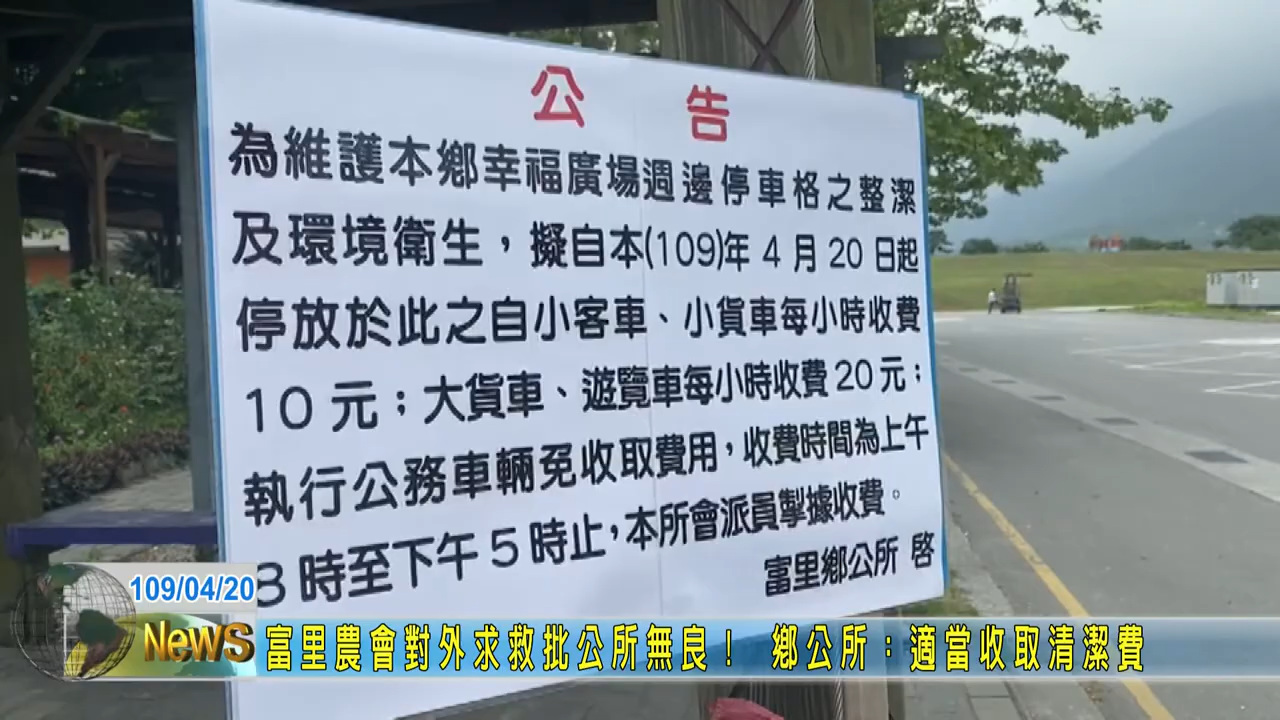 公 告
為維護本鄉幸福廣場週邊停車格之整潔
及環境衛生，擬自本(109)年 4 月 20 日起
停放於此之自小客車、小貨車每小時收費
10 元；大貨車、遊覽車每小時收費 20 元；
執行公務車輛免收取費用，收費時間為上午
8 時至下午 5 時止，本所會派員掣據收費。
富里鄉公所 啓
109/04/20
NewS
富里農會對外求救批公所無良！ 鄉公所：適當收取清潔費